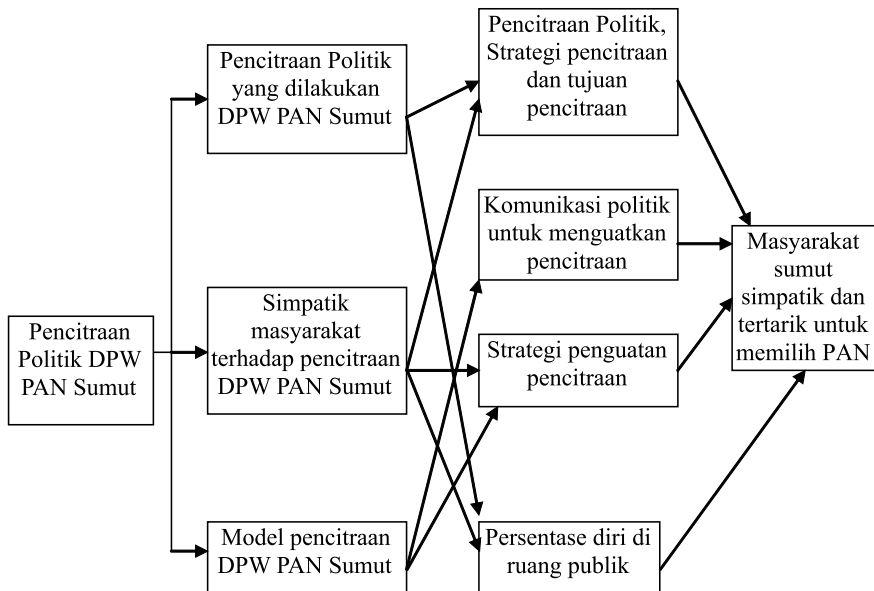 Pencitraan
Politik DPW
PAN Sumut
Pencitraan Politik
yang dilakukan
DPW PAN Sumut
Simpatik
masyarakat
terhadap pencitraan
DPW PAN Sumut
Model pencitraan
DPW PAN Sumut
Pencitraan Politik,
Strategi pencitraan
dan tujuan
pencitraan
Komunikasi politik
untuk menguatkan
pencitraan
Strategi penguatan
pencitraan
Persentase diri di
ruang publik
Masyarakat
sumut
simpatik dan
tertarik untuk
memilih PAN